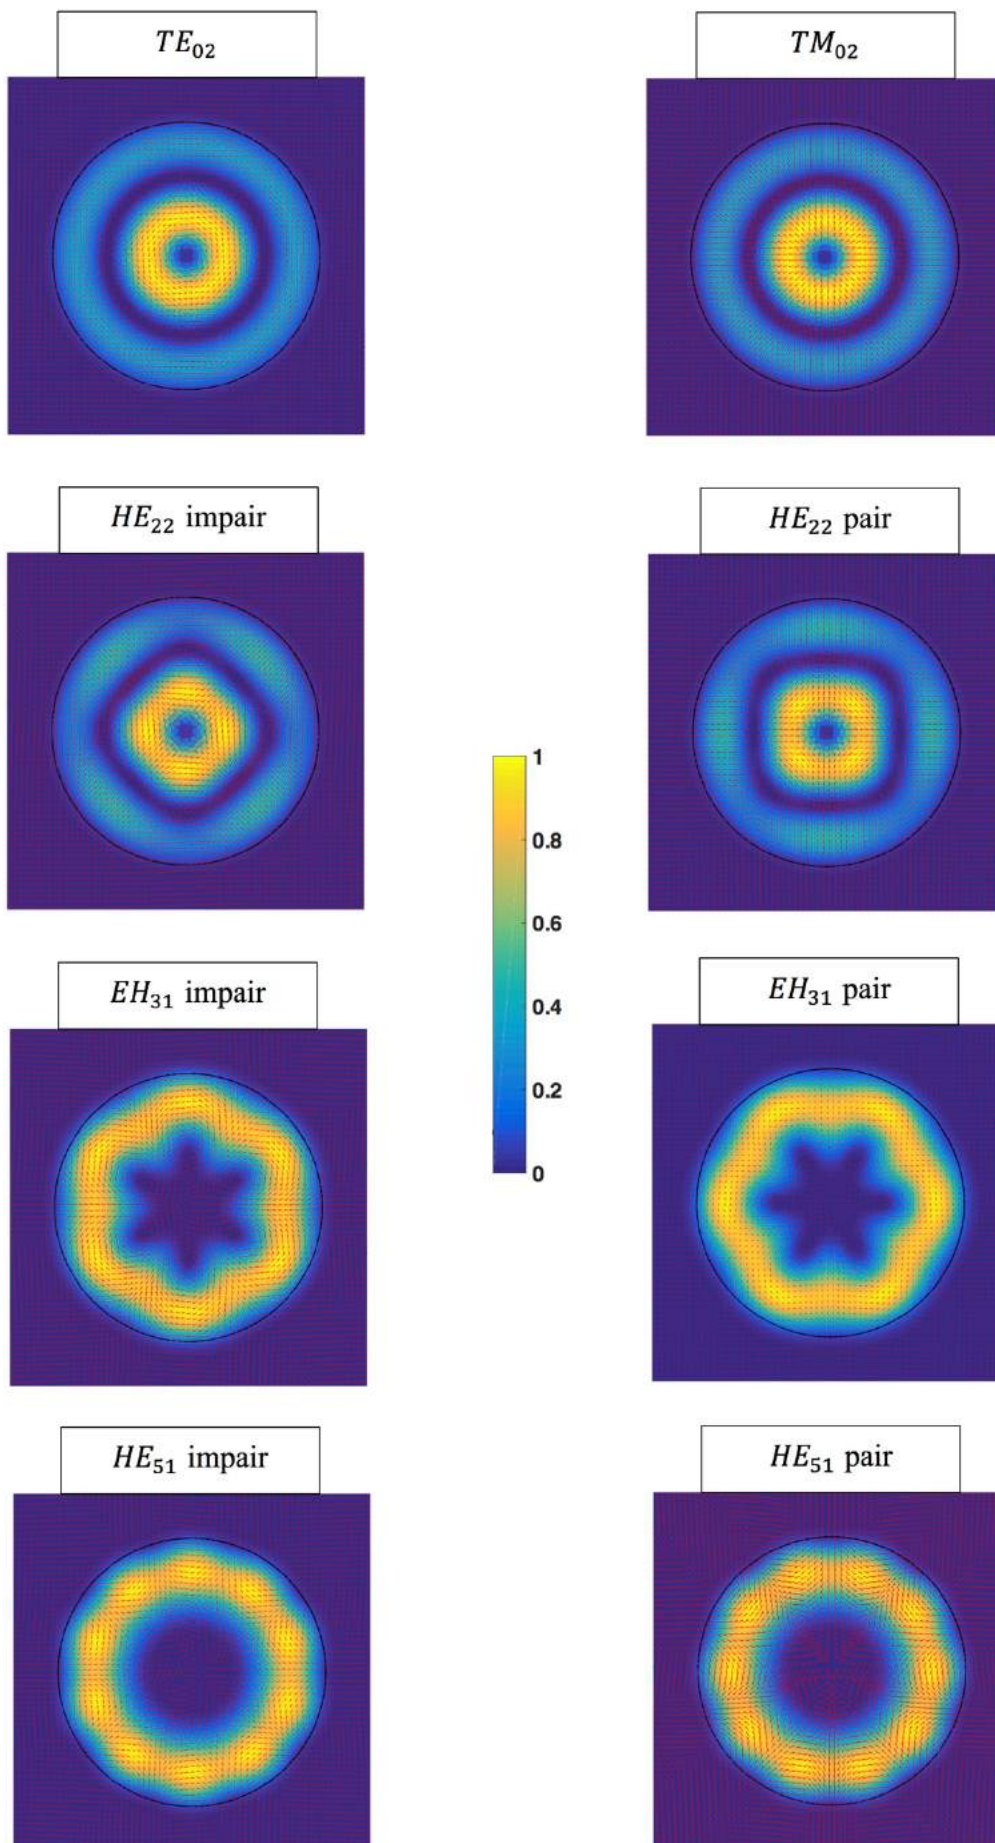 TE₀₂
TM₀₂
HE₂₂ impair
HE₂₂ pair
1
0.8
0.6
0.4
0.2
0
EH₃₁ impair
EH₃₁ pair
HE₅₁ impair
HE₅₁ pair